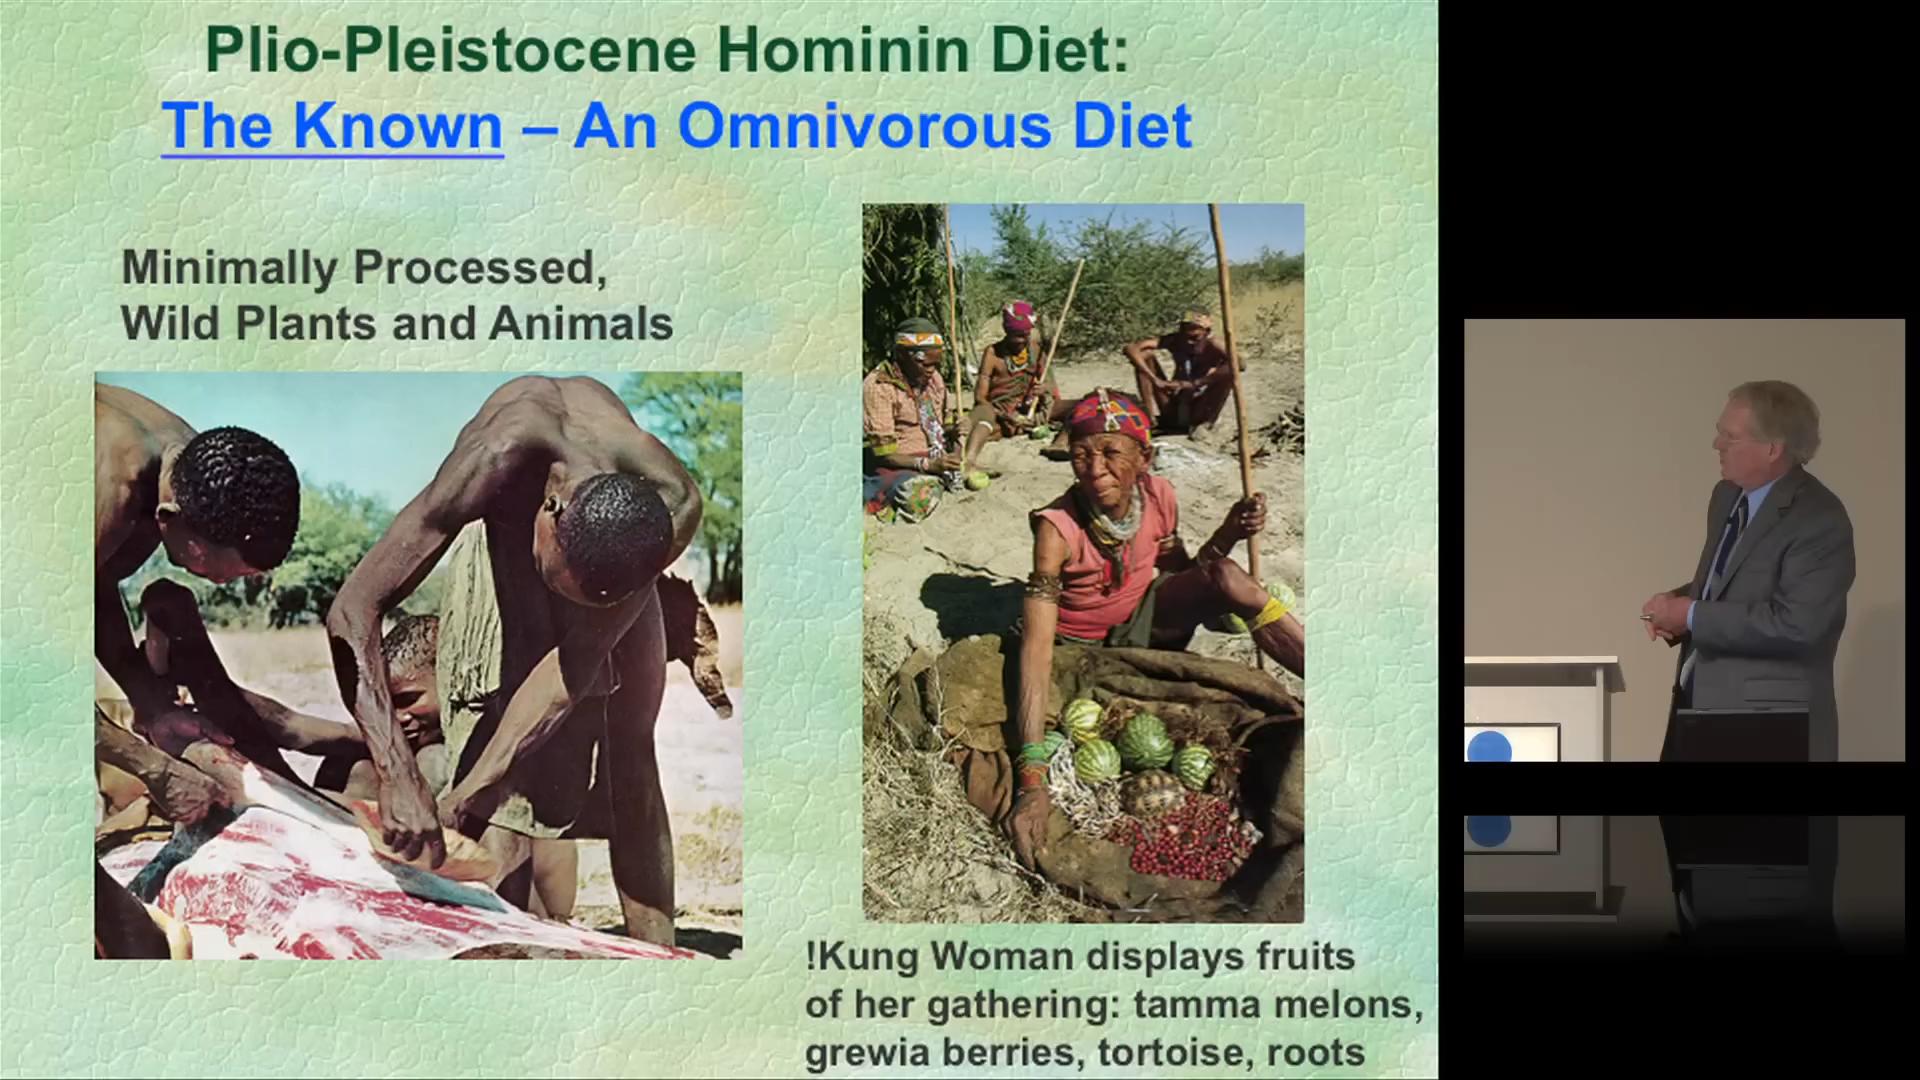 Plio-Pleistocene Hominin Diet:
The Known – An Omnivorous Diet
Minimally Processed,
Wild Plants and Animals
!Kung Woman displays fruits
of her gathering: tamma melons,
grewia berries, tortoise, roots